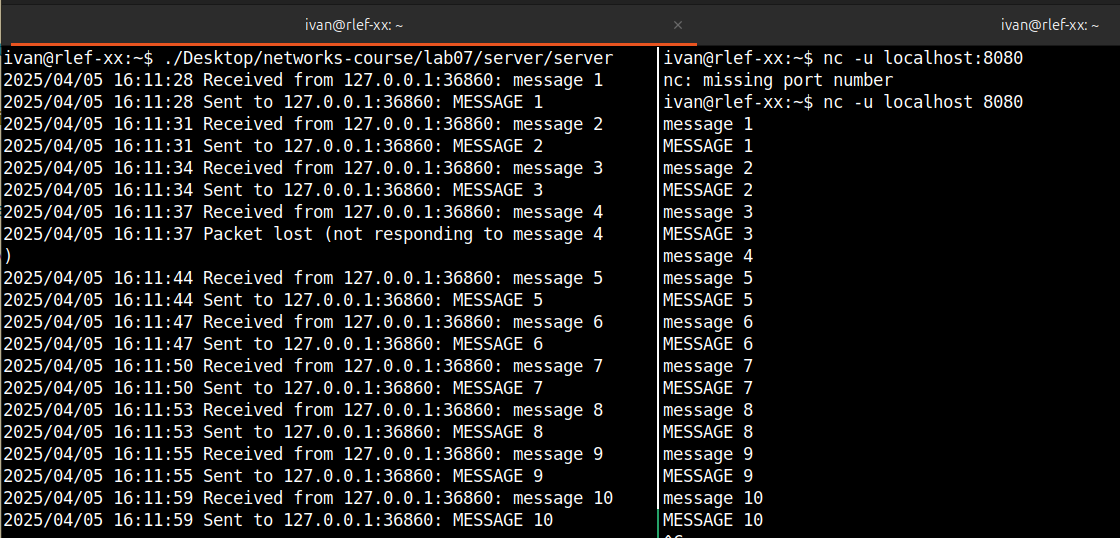 ivan@rlef-xx: ~
×
ivan@rlef-xx: ~
ivan@rlef-xx:~$ ./Desktop/networks-course/lab07/server/server
2025/04/05 16:11:28 Received from 127.0.0.1:36860: message 1
2025/04/05 16:11:28 Sent to 127.0.0.1:36860: MESSAGE 1
2025/04/05 16:11:31 Received from 127.0.0.1:36860: message 2
2025/04/05 16:11:31 Sent to 127.0.0.1:36860: MESSAGE 2
2025/04/05 16:11:34 Received from 127.0.0.1:36860: message 3
2025/04/05 16:11:34 Sent to 127.0.0.1:36860: MESSAGE 3
2025/04/05 16:11:37 Received from 127.0.0.1:36860: message 4
2025/04/05 16:11:37 Packet lost (not responding to message 4
)
2025/04/05 16:11:44 Received from 127.0.0.1:36860: message 5
2025/04/05 16:11:44 Sent to 127.0.0.1:36860: MESSAGE 5
2025/04/05 16:11:47 Received from 127.0.0.1:36860: message 6
2025/04/05 16:11:47 Sent to 127.0.0.1:36860: MESSAGE 6
2025/04/05 16:11:50 Received from 127.0.0.1:36860: message 7
2025/04/05 16:11:50 Sent to 127.0.0.1:36860: MESSAGE 7
2025/04/05 16:11:53 Received from 127.0.0.1:36860: message 8
2025/04/05 16:11:53 Sent to 127.0.0.1:36860: MESSAGE 8
2025/04/05 16:11:55 Received from 127.0.0.1:36860: message 9
2025/04/05 16:11:55 Sent to 127.0.0.1:36860: MESSAGE 9
2025/04/05 16:11:59 Received from 127.0.0.1:36860: message 10
2025/04/05 16:11:59 Sent to 127.0.0.1:36860: MESSAGE 10
ivan@rlef-xx:~$ nc -u localhost:8080
nc: missing port number
ivan@rlef-xx:~$ nc -u localhost 8080
message 1
MESSAGE 1
message 2
MESSAGE 2
message 3
MESSAGE 3
message 4
message 5
MESSAGE 5
message 6
MESSAGE 6
message 7
MESSAGE 7
message 8
MESSAGE 8
message 9
MESSAGE 9
message 10
MESSAGE 10